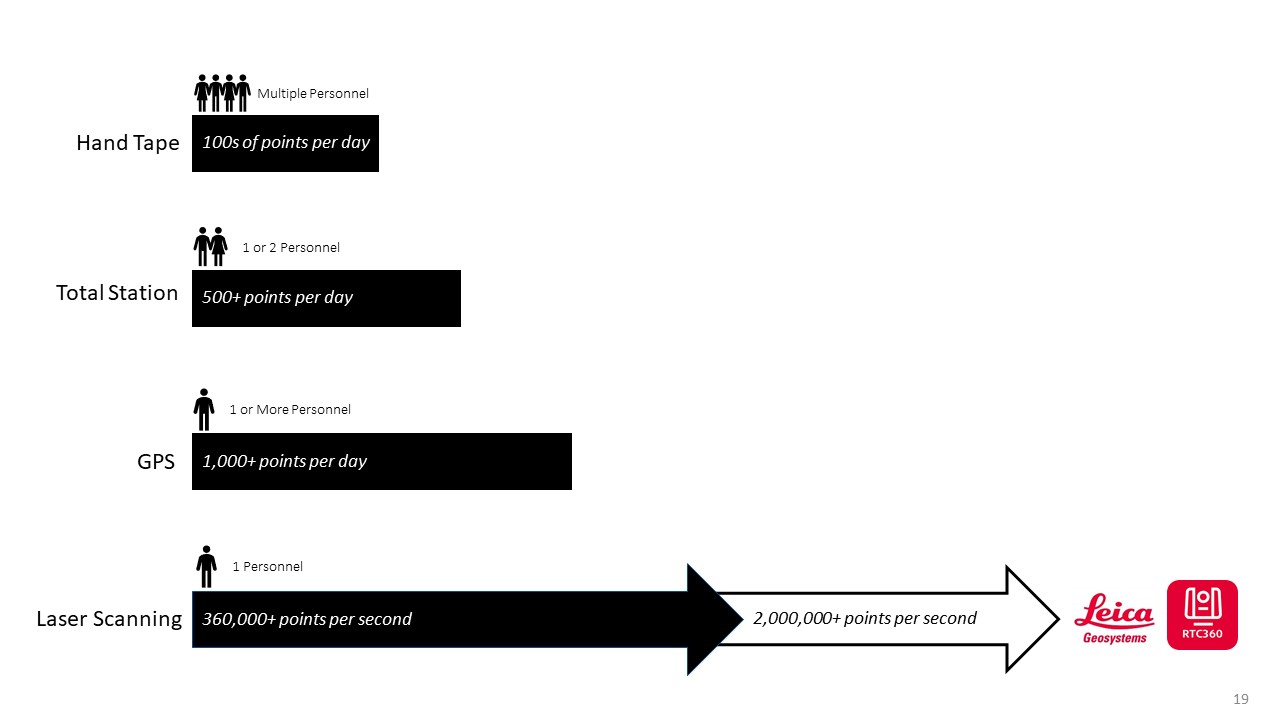 Multiple Personnel
Hand Tape
100s of points per day
1 or 2 Personnel
Total Station
500+ points per day
1 or More Personnel
GPS
1,000+ points per day
1 Personnel
Laser Scanning
360,000+ points per second
2,000,000+ points per second
Leica
Geosystems
RTC360
19